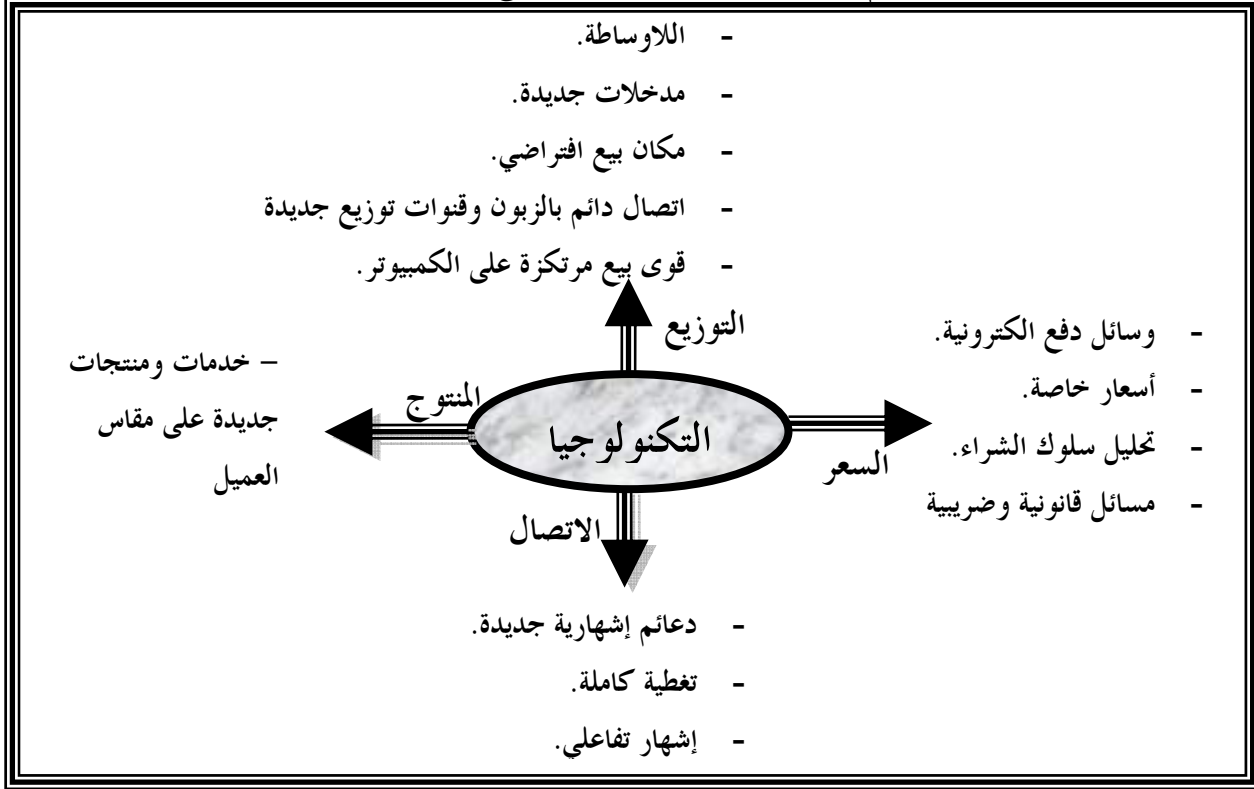 - اللاوساطة.
- مدخلات جديدة.
- مكان بيع افتراضي.
- اتصال دائم بالزبون وقنوات توزيع جديدة
- قوى بيع مرتكزة على الكمبيوتر.
التوزيع
- وسائل دفع الكترونية.
- أسعار خاصة.
- تحليل سلوك الشراء.
- مسائل قانونية وضريبية
السعر
التكنولوجيا
المنتوج
– خدمات ومنتجات
جديدة على مقاس
العميل
الاتصال
- دعائم إشهارية جديدة.
- تغطية كاملة.
- إشهار تفاعلي.